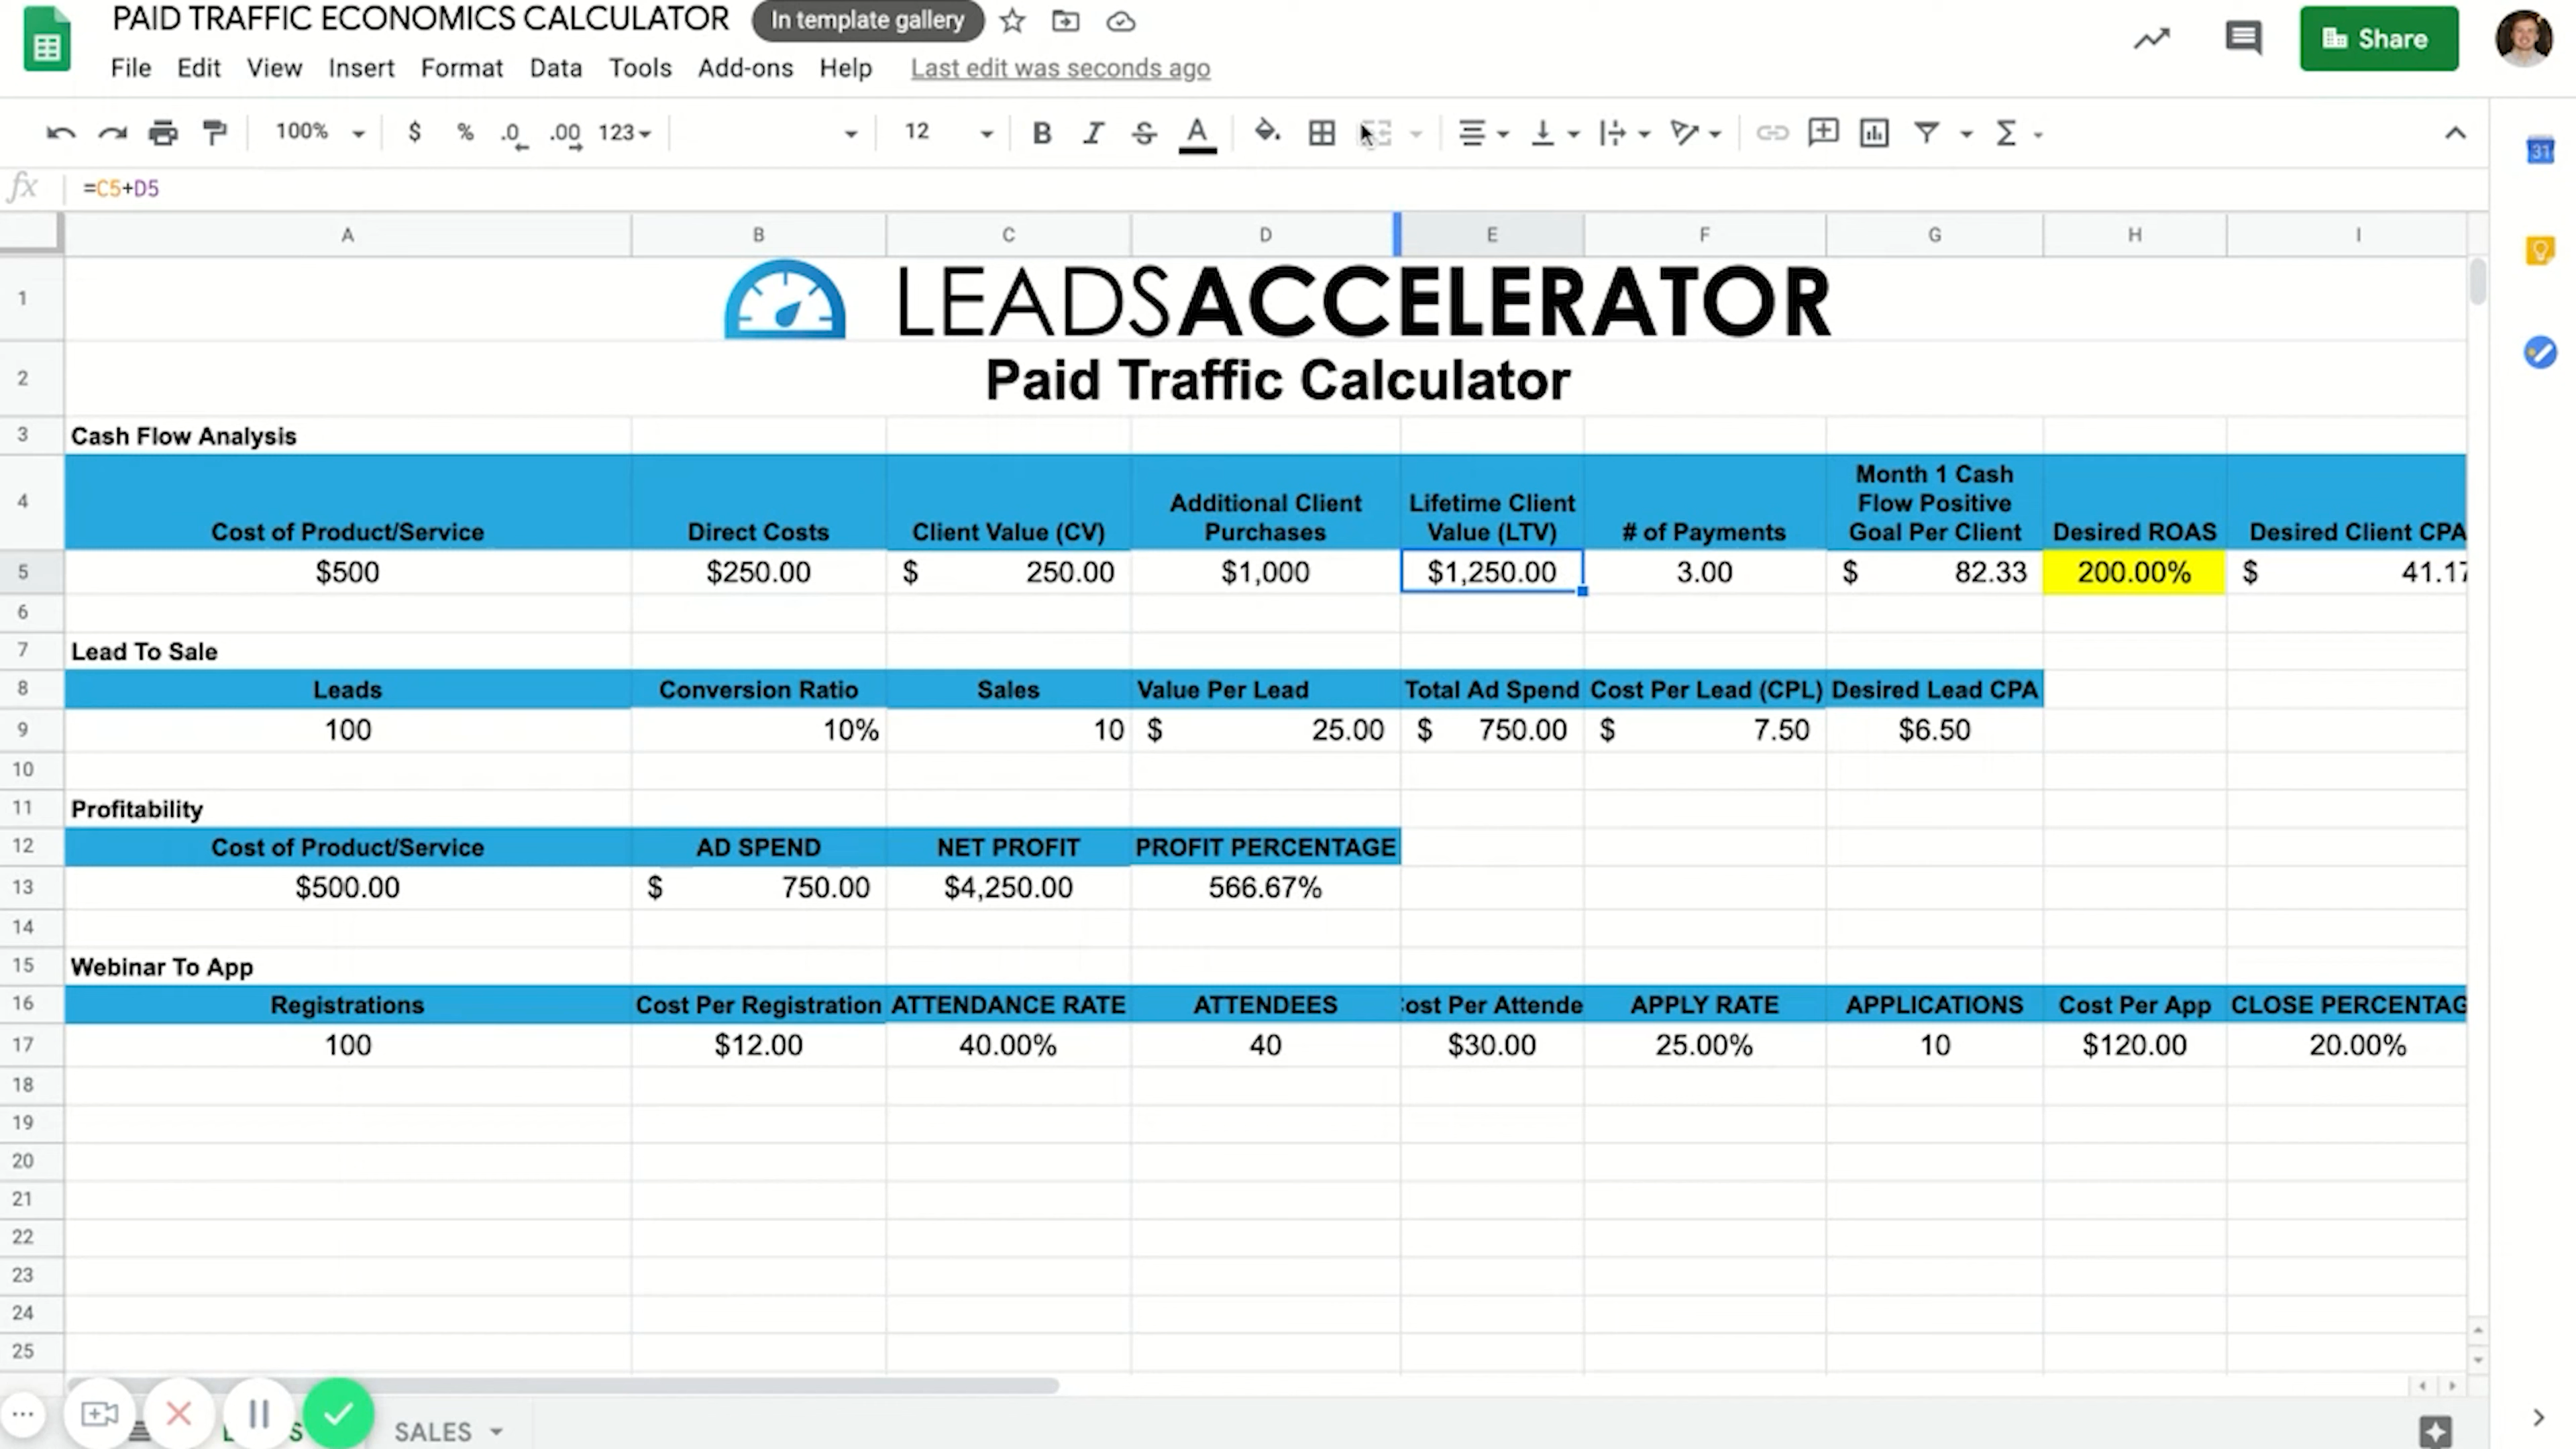 PAID TRAFFIC ECONOMICS CALCULATOR In template gallery
Share
File Edit View Insert Format Data Tools Add-ons Help Last edit was seconds ago
100% $ % .0 .00 123 12 B I S A Σ
31
fx =C5+D5
A B C D E F G H I
1 LEADSACCELERATOR
2 Paid Traffic Calculator
3 Cash Flow Analysis
4 Cost of Product/Service Direct Costs Client Value (CV) Additional Client Purchases Lifetime Client Value (LTV) # of Payments Month 1 Cash Flow Positive Goal Per Client Desired ROAS Desired Client CPA
5 $500 $250.00 $ 250.00 $1,000 $1,250.00 3.00 $ 82.33 200.00% $ 41.17
6
7 Lead To Sale
8 Leads Conversion Ratio Sales Value Per Lead Total Ad Spend Cost Per Lead (CPL) Desired Lead CPA
9 100 10% 10 $ 25.00 $ 750.00 $ 7.50 $6.50
10
11 Profitability
12 Cost of Product/Service AD SPEND NET PROFIT PROFIT PERCENTAGE
13 $500.00 $ 750.00 $4,250.00 566.67%
14
15 Webinar To App
16 Registrations Cost Per Registration ATTENDANCE RATE ATTENDEES ost Per Attende APPLY RATE APPLICATIONS Cost Per App CLOSE PERCENTAG
17 100 $12.00 40.00% 40 $30.00 25.00% 10 $120.00 20.00%
18
19
20
21
22
23
24
25
SALES